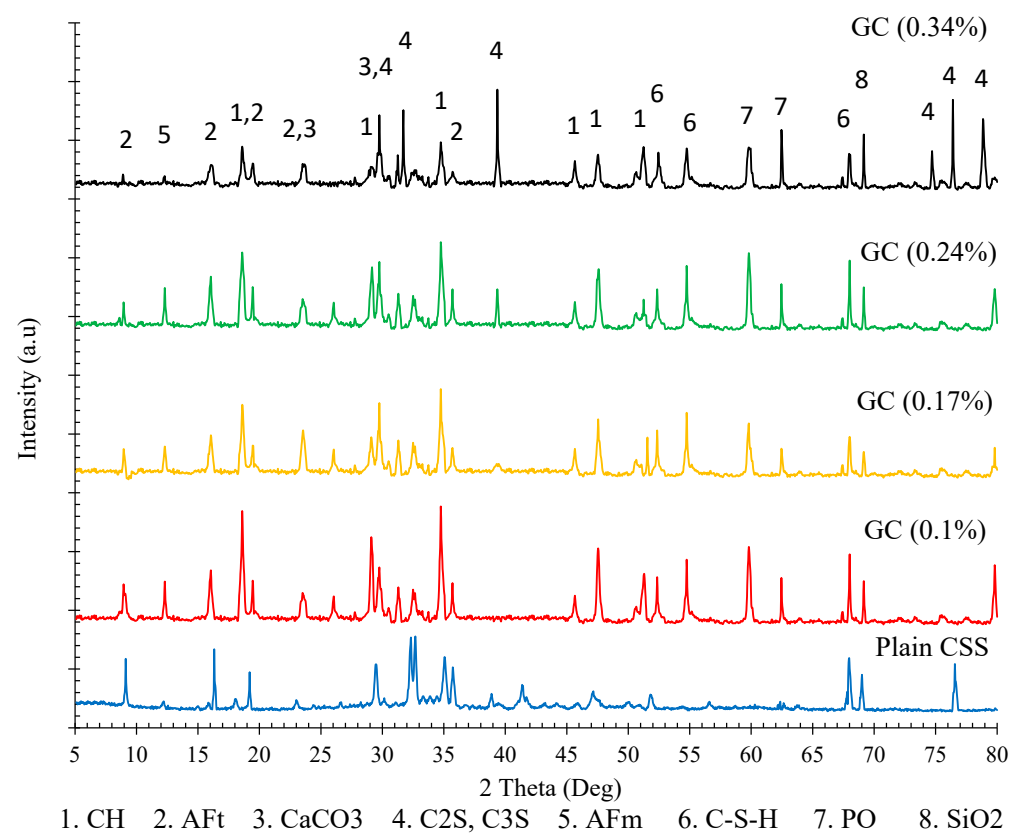 GC (0.34%)
4 4
3,4 4 4
8
6
1,2 1 7 7
2 5 2 2,3 1 2 1 1 1 6 6 4
GC (0.24%)
GC (0.17%)
GC (0.1%)
Plain CSS
Intensity (a.u)
5 10 15 20 25 30 35 40 45 50 55 60 65 70 75 80
2 Theta (Deg)
1. CH 2. AFt 3. CaCO3 4. C2S, C3S 5. AFm 6. C-S-H 7. PO 8. SiO2